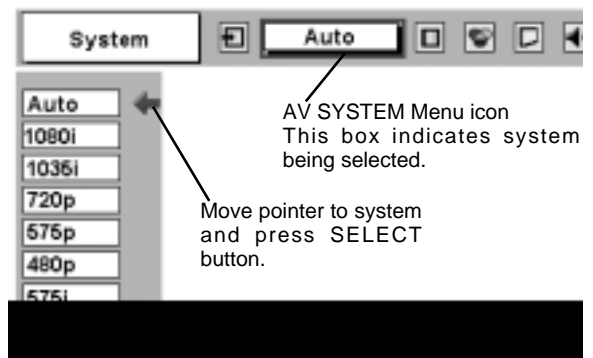 System
Auto
AV SYSTEM Menu icon
This box indicates system
being selected.
Auto
1080i
1035i
720p
575p
480p
575i
Move pointer to system
and press SELECT
button.